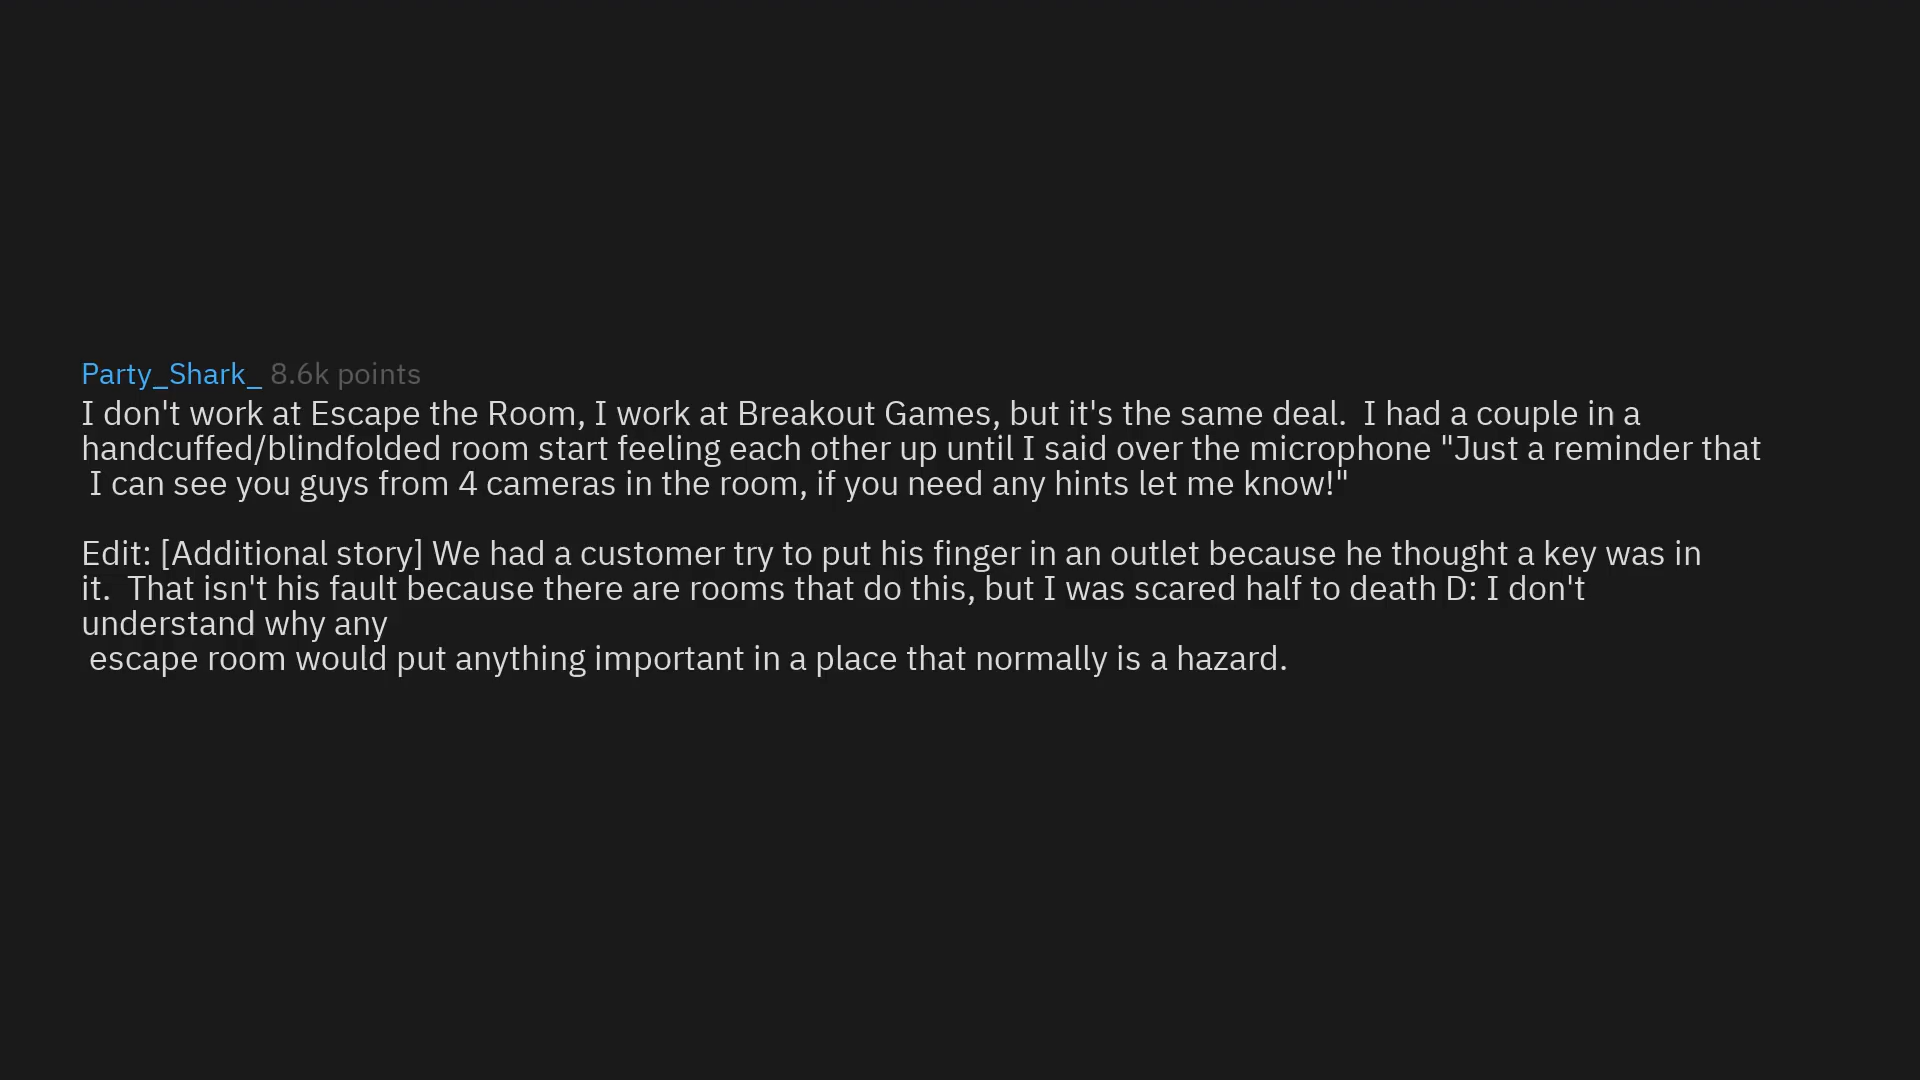 Party_Shark_ 8.6k points
I don't work at Escape the Room, I work at Breakout Games, but it's the same deal.  I had a couple in a
handcuffed/blindfolded room start feeling each other up until I said over the microphone "Just a reminder that
I can see you guys from 4 cameras in the room, if you need any hints let me know!"
Edit: [Additional story] We had a customer try to put his finger in an outlet because he thought a key was in
it.  That isn't his fault because there are rooms that do this, but I was scared half to death D: I don't
understand why any
escape room would put anything important in a place that normally is a hazard.